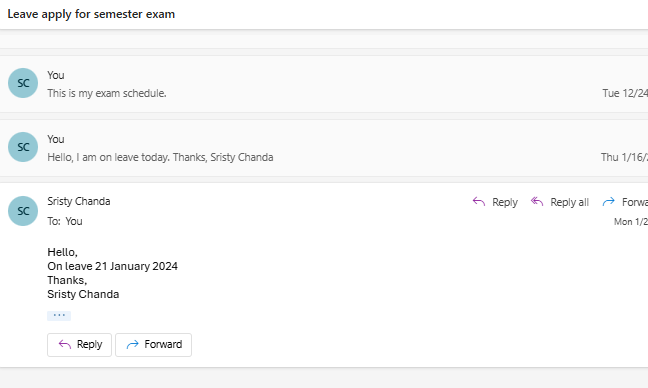 Leave apply for semester exam
SC
You
This is my exam schedule.
Tue 12/24
SC
You
Hello, I am on leave today. Thanks, Sristy Chanda
Thu 1/16/
SC
Sristy Chanda
Reply
Reply all
Forwa
To: You
Mon 1/2
Hello,
On leave 21 January 2024
Thanks,
Sristy Chanda
...
Reply
Forward